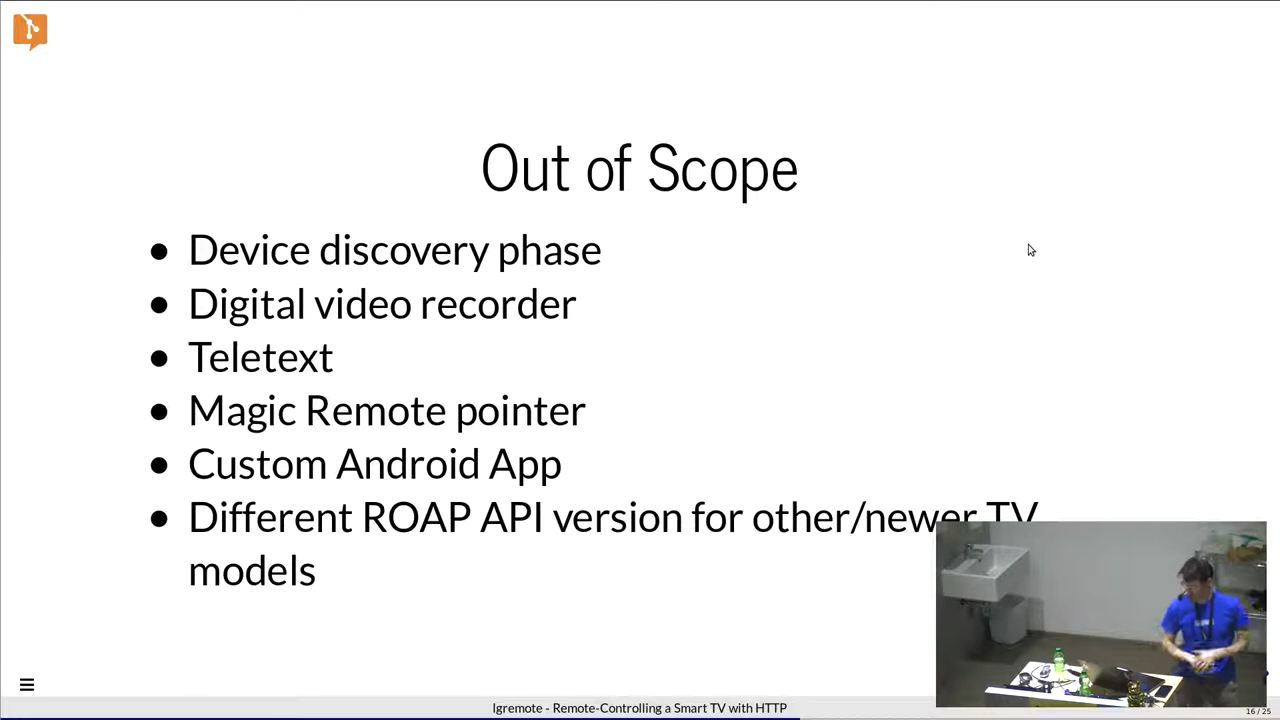 Out of Scope
• Device discovery phase
• Digital video recorder
• Teletext
• Magic Remote pointer
• Custom Android App
• Different ROAP API version for other/newer TV
models
lgremote - Remote-Controlling a Smart TV with HTTP
16 / 25